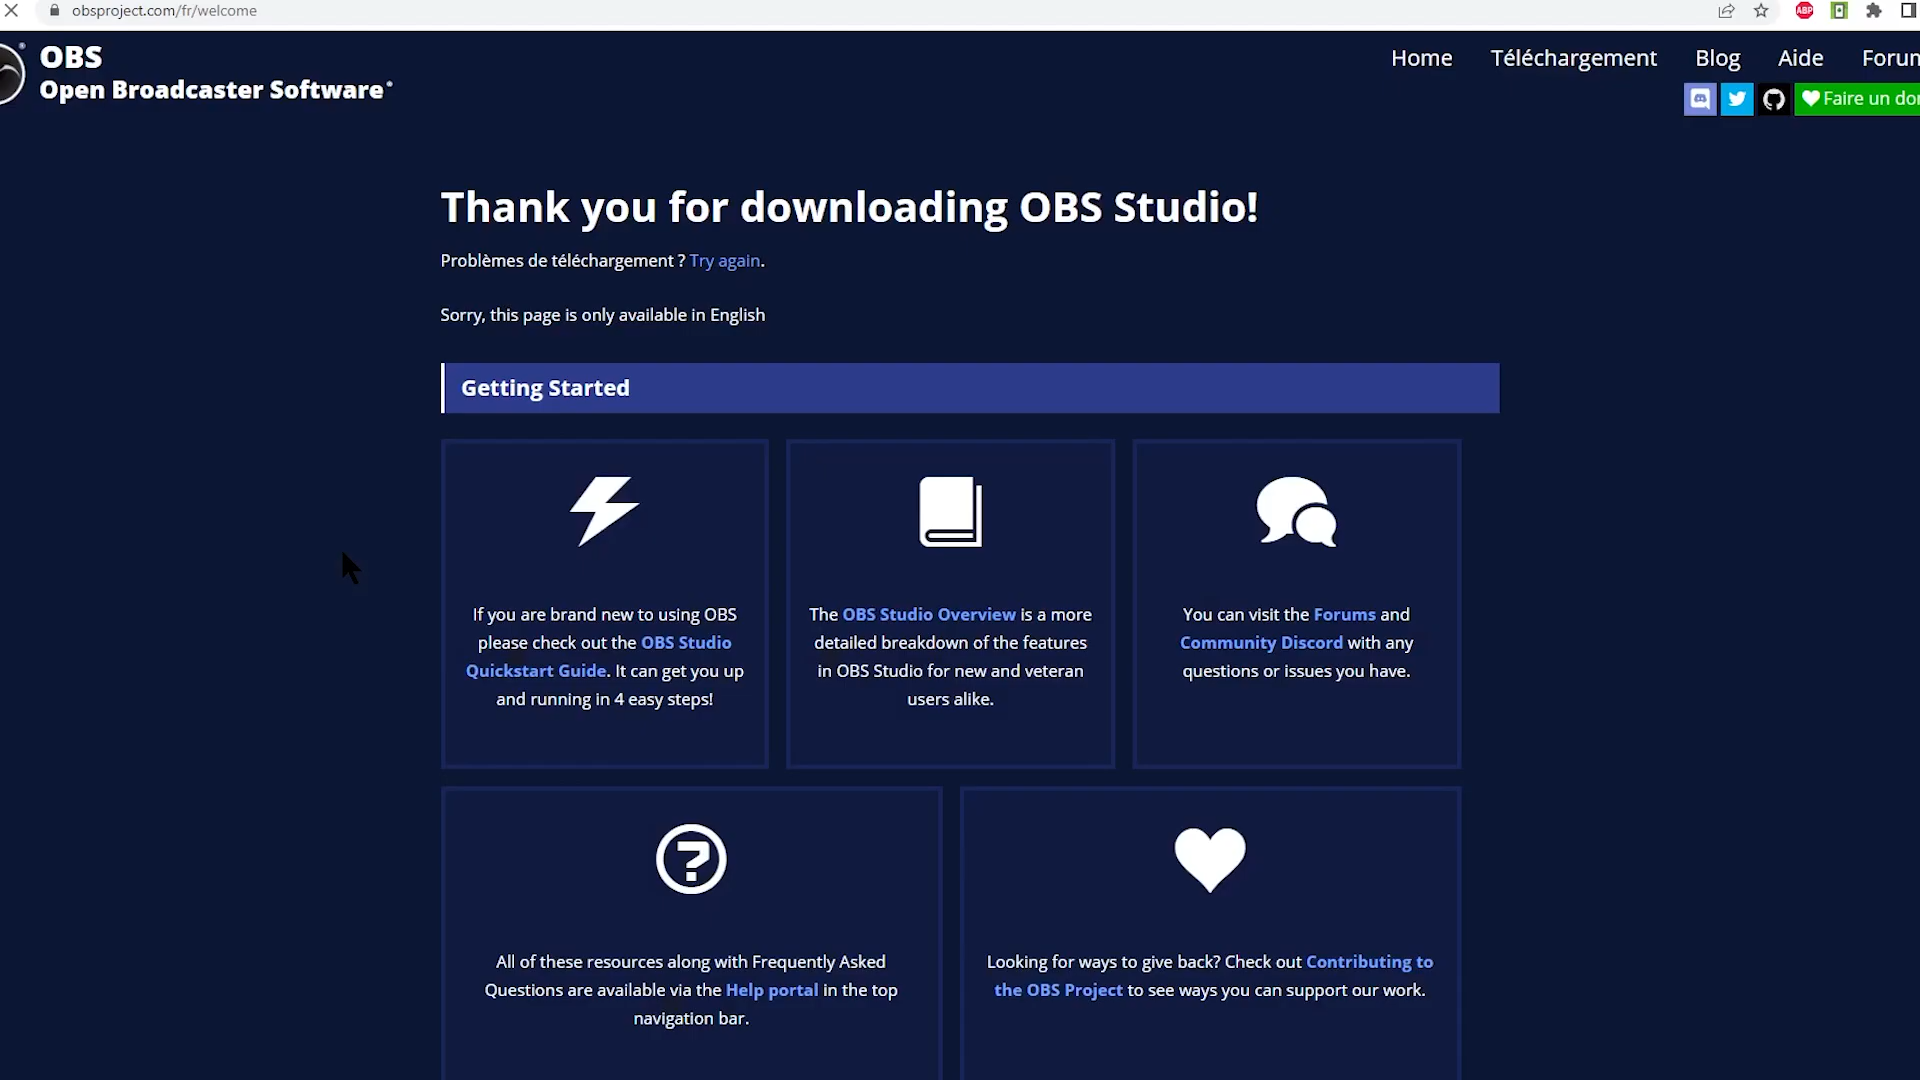 obsproject.com/fr/welcome
ABP
OBS
Open Broadcaster Software
Home Téléchargement Blog Aide Forum
Faire un don
Thank you for downloading OBS Studio!
Problèmes de téléchargement ? Try again.
Sorry, this page is only available in English
Getting Started
If you are brand new to using OBS
please check out the OBS Studio
Quickstart Guide. It can get you up
and running in 4 easy steps!
The OBS Studio Overview is a more
detailed breakdown of the features
in OBS Studio for new and veteran
users alike.
You can visit the Forums and
Community Discord with any
questions or issues you have.
All of these resources along with Frequently Asked
Questions are available via the Help portal in the top
navigation bar.
Looking for ways to give back? Check out Contributing to
the OBS Project to see ways you can support our work.